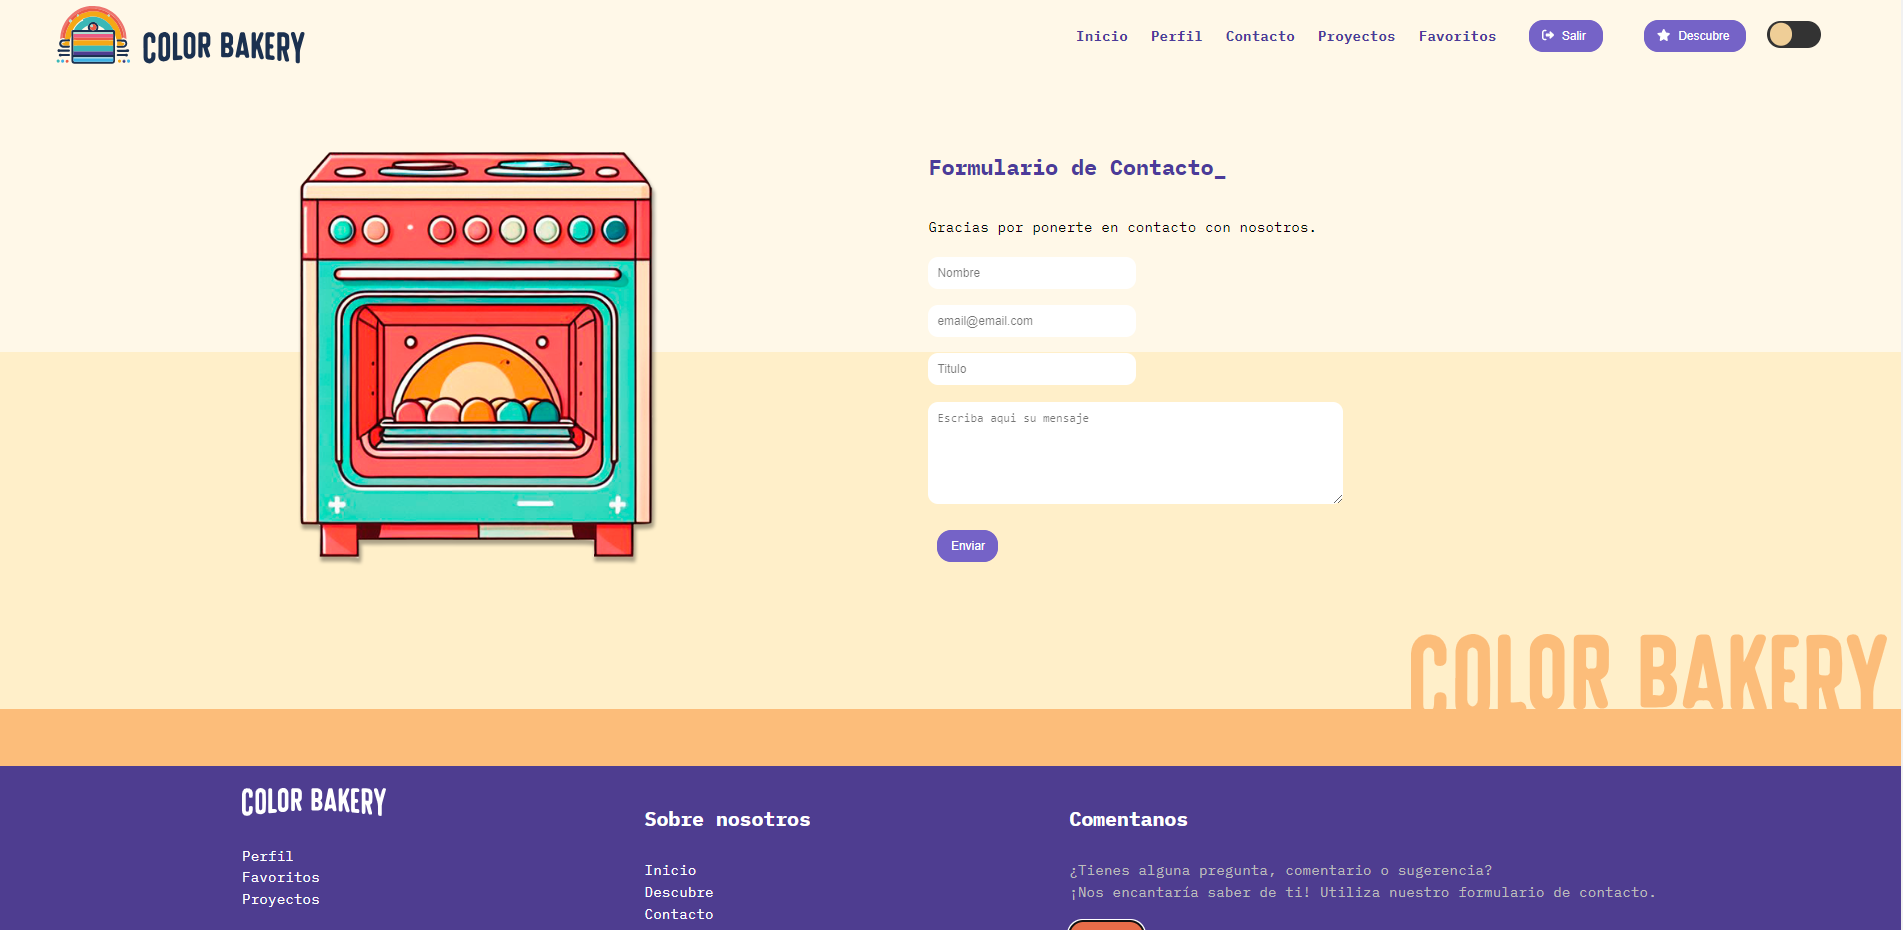 COLOR BAKERY
Inicio Perfil Contacto Proyectos Favoritos Salir Descubre
Formulario de Contacto_
Gracias por ponerte en contacto con nosotros.
Nombre
email@email.com
Titulo
Escriba aqui su mensaje
Enviar
COLOR BAKERY
COLOR BAKERY
Perfil
Favoritos
Proyectos
Sobre nosotros
Inicio
Descubre
Contacto
Comentanos
¿Tienes alguna pregunta, comentario o sugerencia?
¡Nos encantaría saber de ti! Utiliza nuestro formulario de contacto.